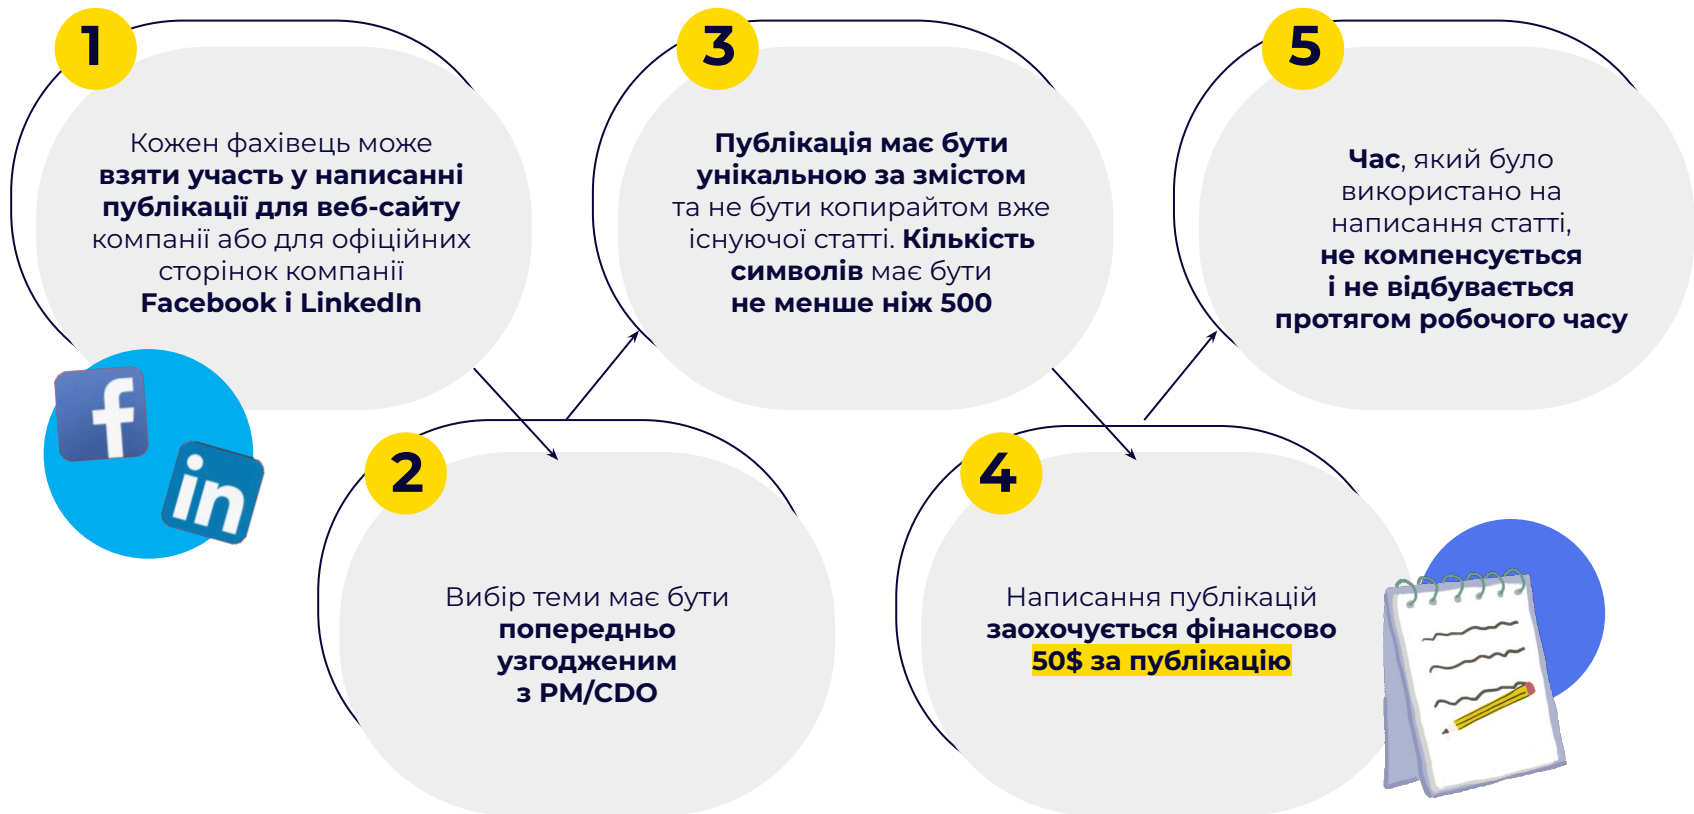 1
Кожен фахівець може
взяти участь у написанні
публікації для веб-сайту
компанії або для офіційних
сторінок компанії
Facebook і LinkedIn
f
in
2
Вибір теми має бути
попередньо
узгодженим
з PM/CDO
3
Публікація має бути
унікальною за змістом
та не бути копирайтом вже
існуючої статті. Кількість
символів має бути
не менше ніж 500
4
Написання публікацій
заохочується фінансово
50$ за публікацію
5
Час, який було
використано на
написання статті,
не компенсується
і не відбувається
протягом робочого часу